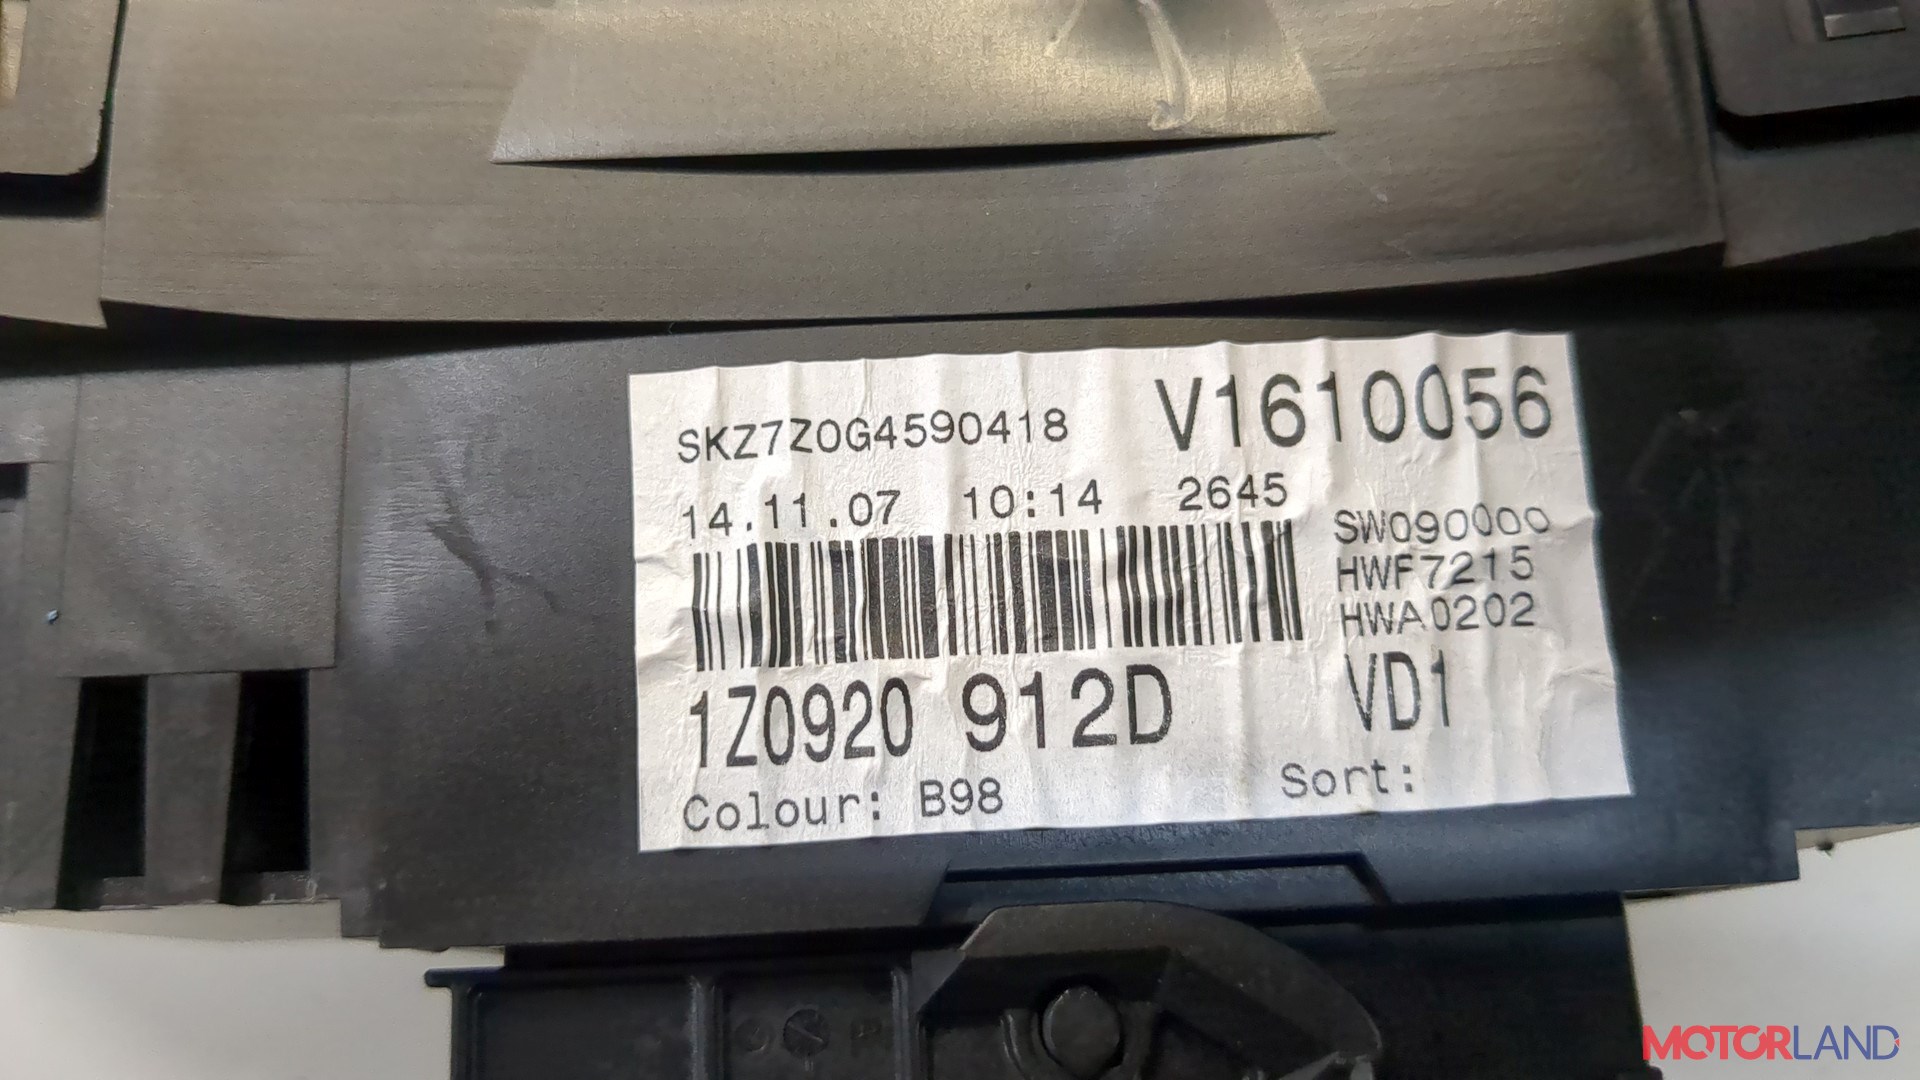 SKZ7Z0G4590418 V1610056
14.11.07 10:14 2645
SW090000
HWF7215
HWA0202
1Z0920 912D VD1
Colour: B98 Sort:
MOTORLAND